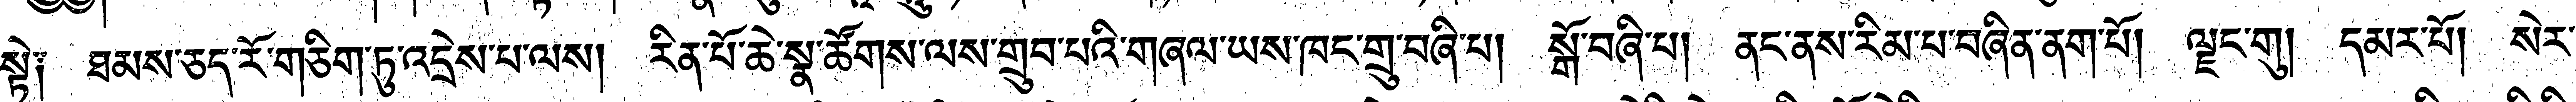 སྟེ༔ ཐམས་ཅད་རོ་གཅིག་ཏུ་འདྲེས་པ་ལས། རིན་པོ་ཆེ་སྣ་ཚོགས་ལས་གྲུབ་པའི་གཞལ་ཡས་ཁང་གྲུ་བཞི་པ། སྒོ་བཞི་པ། ནང་ནས་རིམ་པ་བཞིན་ནག་པོ། ལྗང་གུ། དམར་པོ། སེར་